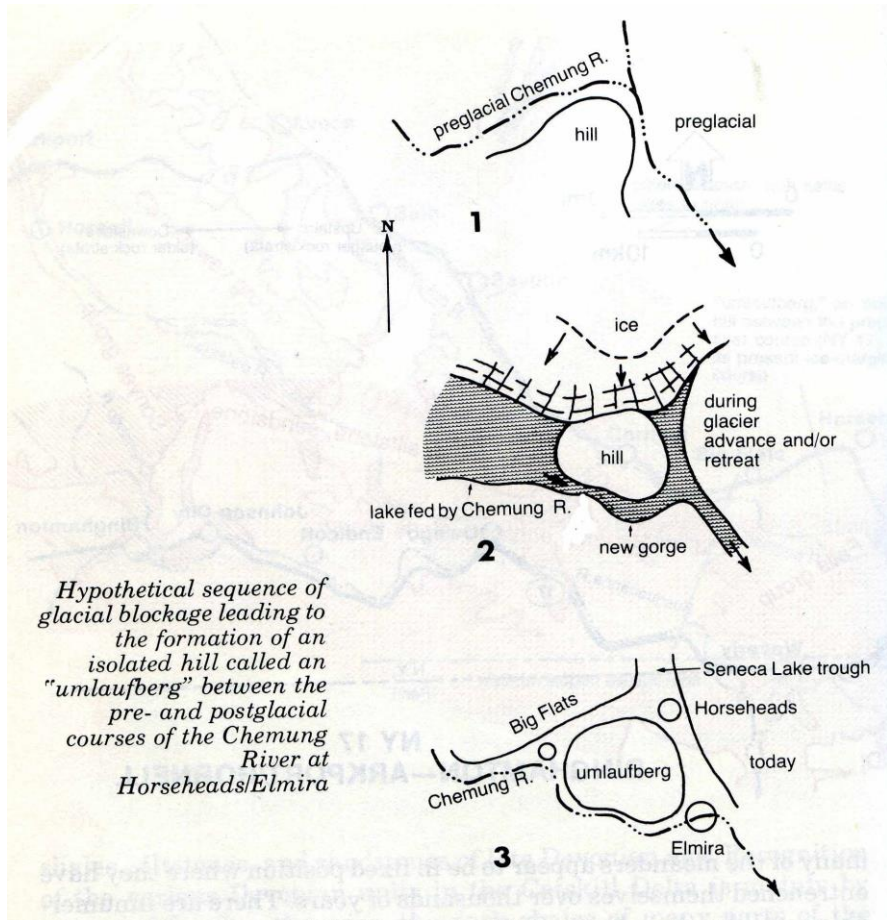 preglacial Chemung R.
hill
preglacial
1
N
ice
hill
during
glacier
advance and/or
retreat
lake fed by Chemung R.
new gorge
2
Hypothetical sequence of
glacial blockage leading to
the formation of an
isolated hill called an
"umlaufberg" between the
pre- and postglacial
courses of the Chemung
River at
Horseheads/Elmira
Seneca Lake trough
Horseheads
Big Flats
umlaufberg
today
Chemung R.
Elmira
3